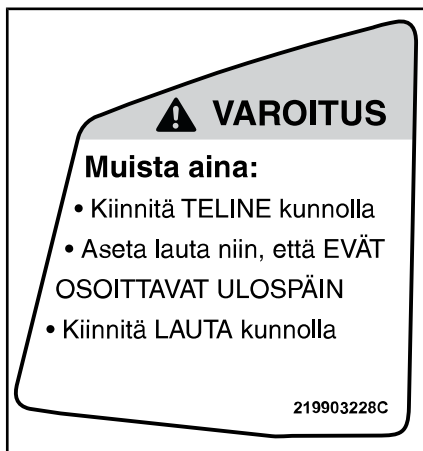 VAROITUS
Muista aina:
• Kiinnitä TELINE kunnolla
• Aseta lauta niin, että EVÄT
OSOITTAVAT ULOSPÄIN
• Kiinnitä LAUTA kunnolla
219903228C